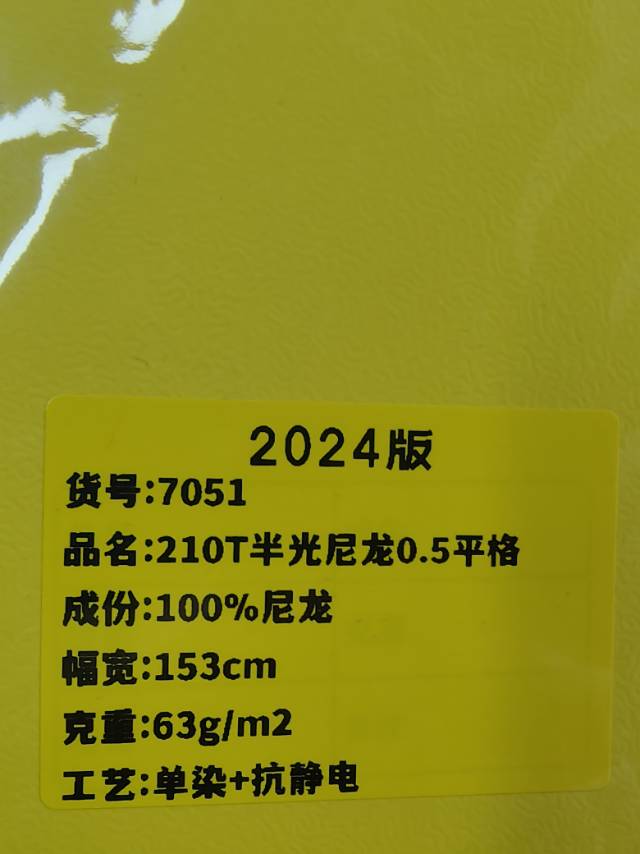 2024版
货号:7051
品名:210T半光尼龙0.5平格
成份:100%尼龙
幅宽:153cm
克重:63g/m2
工艺:单染+抗静电